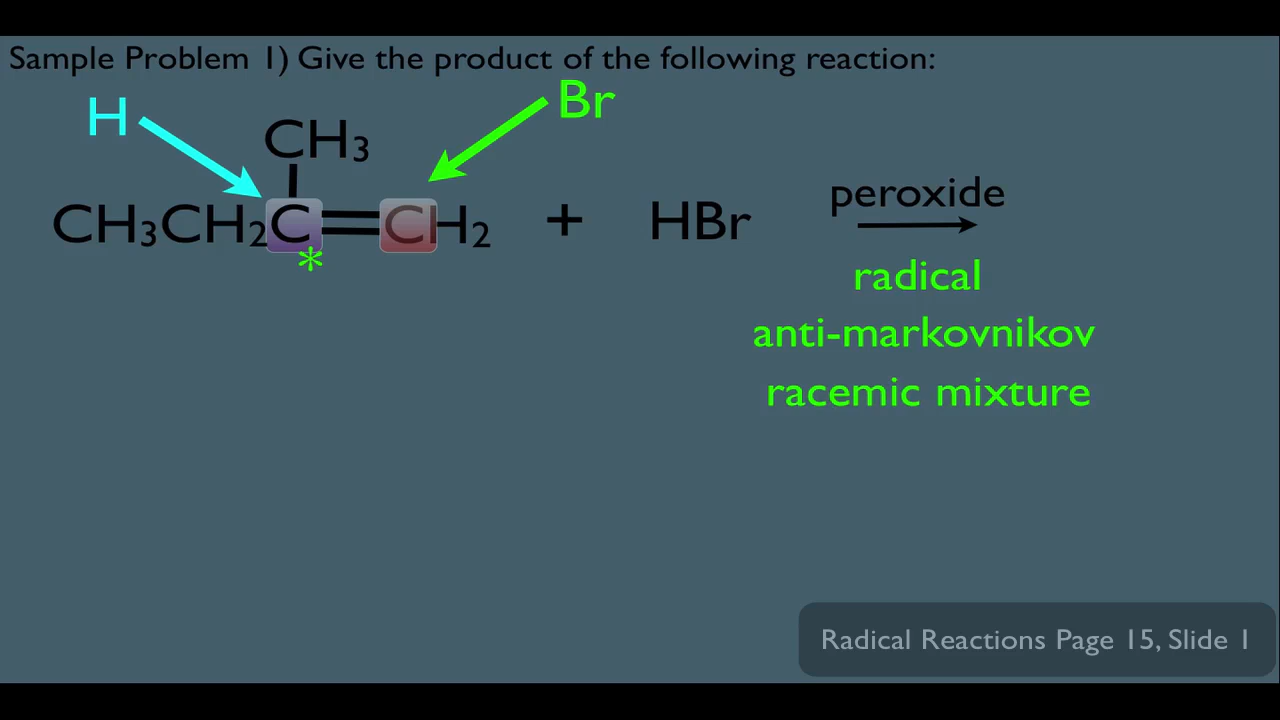 Sample Problem 1) Give the product of the following reaction:
H
Br
CH₃
CH₃CH₂C=CH₂ + HBr
*
peroxide
radical
anti-markovnikov
racemic mixture
Radical Reactions Page 15, Slide 1